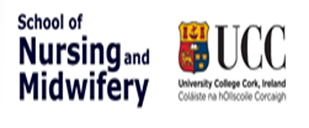 School of
Nursing and
Midwifery
UCC
University College Cork, Ireland
Coláiste na hOllscoile Corcaigh